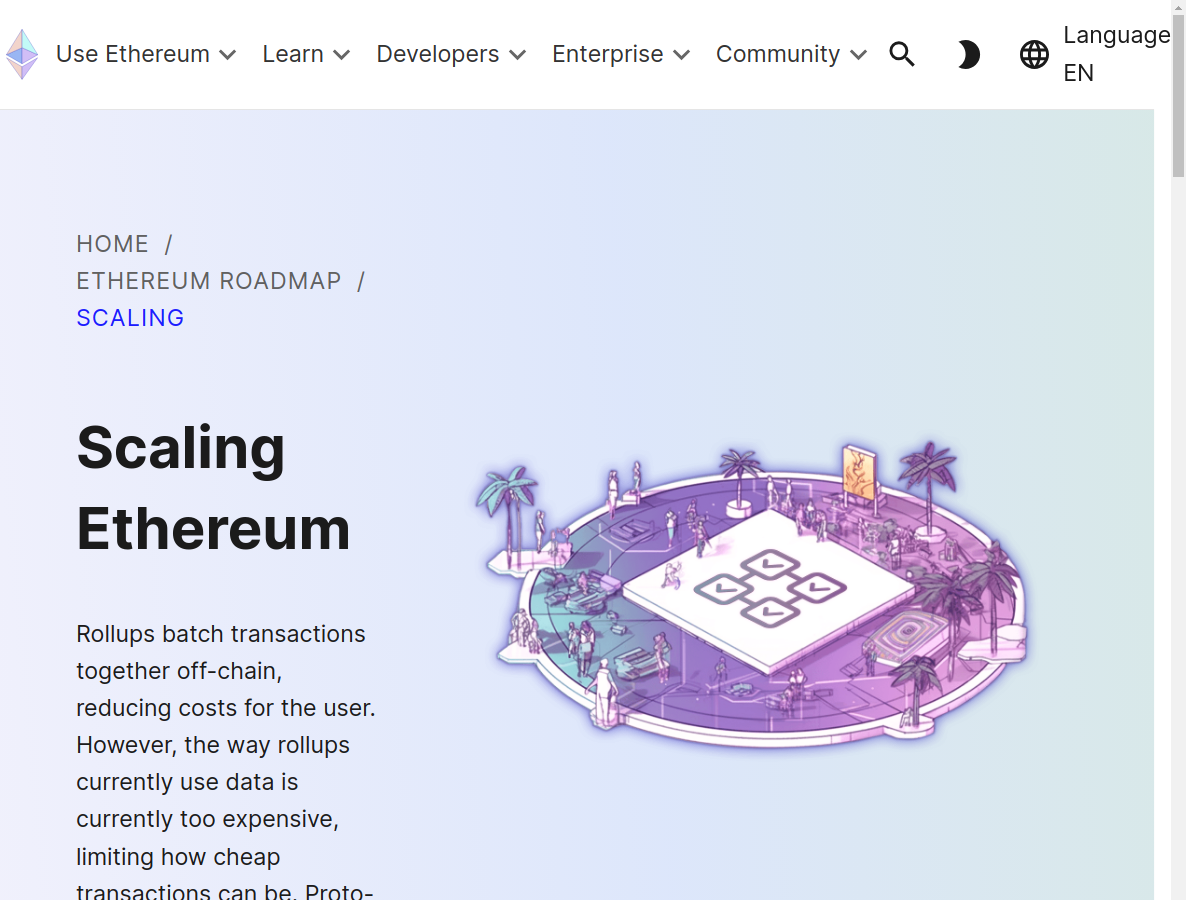 Use Ethereum Learn Developers Enterprise Community Language
EN
HOME /
ETHEREUM ROADMAP /
SCALING
Scaling
Ethereum
Rollups batch transactions
together off-chain,
reducing costs for the user.
However, the way rollups
currently use data is
currently too expensive,
limiting how cheap
transactions can be. Proto-